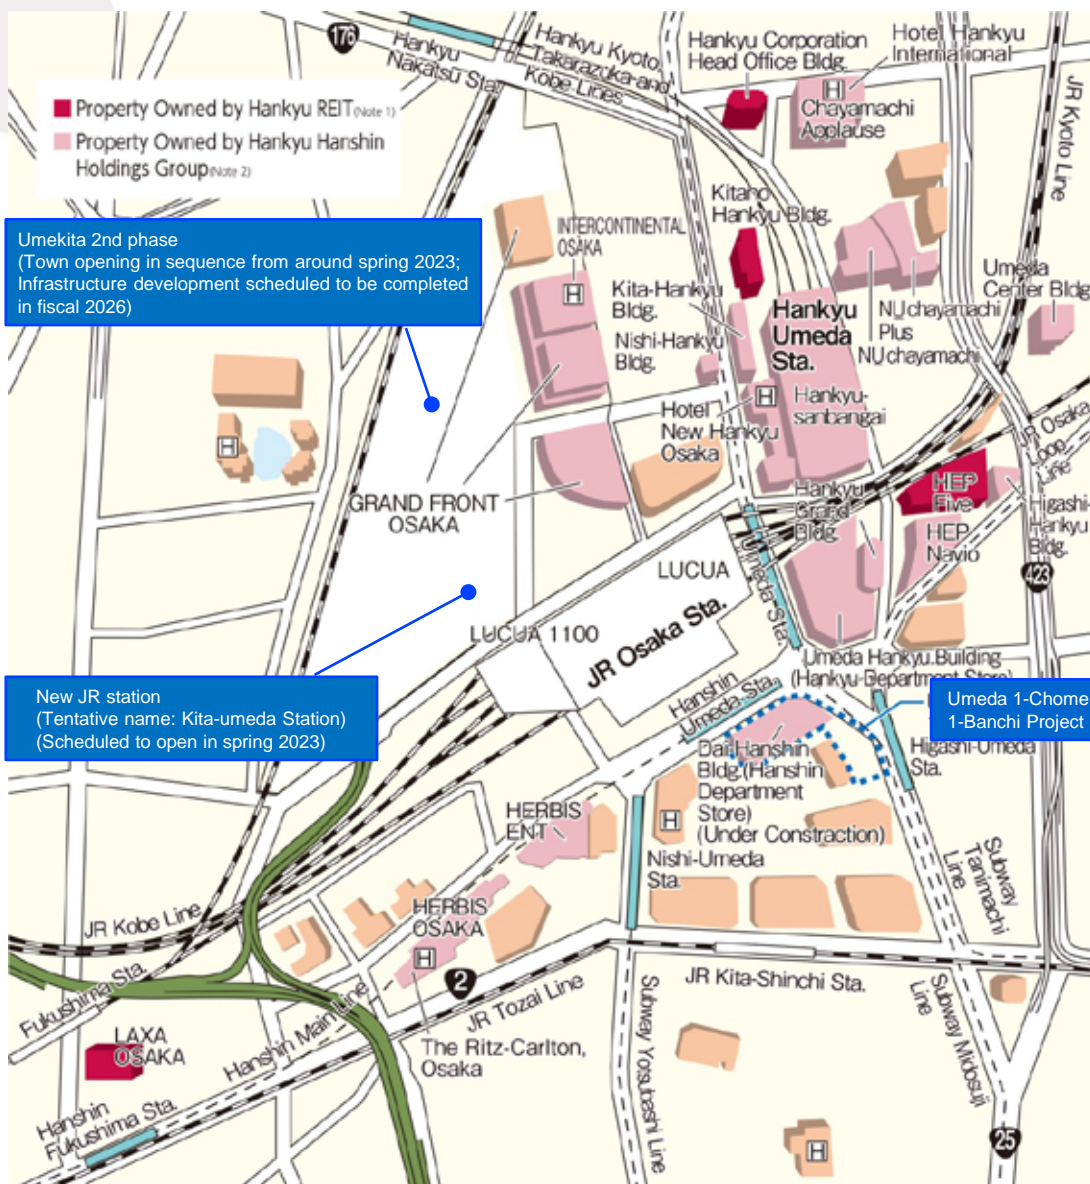 176
Hankyu
Nakatsu Sta.
Hankyu Kyoto,
Takarazuka and
Kobe Lines
Hankyu Corporation
Head Office Bldg.
Hotel Hankyu
International
H
Chayamachi
Applause
JR Kyoto Line
Property Owned by Hankyu REIT(Note 1)
Property Owned by Hankyu Hanshin
Holdings Group(Note 2)
Kitano
Hankyu Bldg.
Umekita 2nd phase
(Town opening in sequence from around spring 2023;
Infrastructure development scheduled to be completed
in fiscal 2026)
INTERCONTINENTAL
OSAKA
H
Kita-Hankyu
Bldg.
Nishi-Hankyu
Bldg.
Hankyu
Umeda
Sta.
NU chayamachi
Plus
NU chayamachi
Umeda
Center Bldg
H
Hotel
New Hankyu
Osaka
H
Hankyu-
sanbangai
JR Osaka
Loop
Line
GRAND FRONT
OSAKA
Hankyu
Grand
Bldg.
HEP
Five
HEP
Navio
Higashi-
Hankyu
Bldg.
423
LUCUA
Umeda Sta.
LUCUA 1100
JR Osaka Sta.
Umeda Hankyu Building
(Hankyu Department Store)
New JR station
(Tentative name: Kita-umeda Station)
(Scheduled to open in spring 2023)
Hanshin
Umeda Sta.
Umeda 1-Chome
1-Banchi Project
Higashi-Umeda
Sta.
Dai Hanshin
Bldg.(Hanshin
Department
Store)
(Under Constraction)
HERBIS
ENT
H
Nishi-Umeda
Sta.
Subway
Tanimachi
Line
JR Kobe Line
HERBIS
OSAKA
H
2
Fukushima Sta.
JR Tozai Line
JR Kita-Shinchi Sta.
Hanshin Main Line
LAXA
OSAKA
The Ritz-Carlton,
Osaka
Subway Yotsubashi Line
Subway Midosuji
Line
Hanshin
Fukushima Sta.
25
H